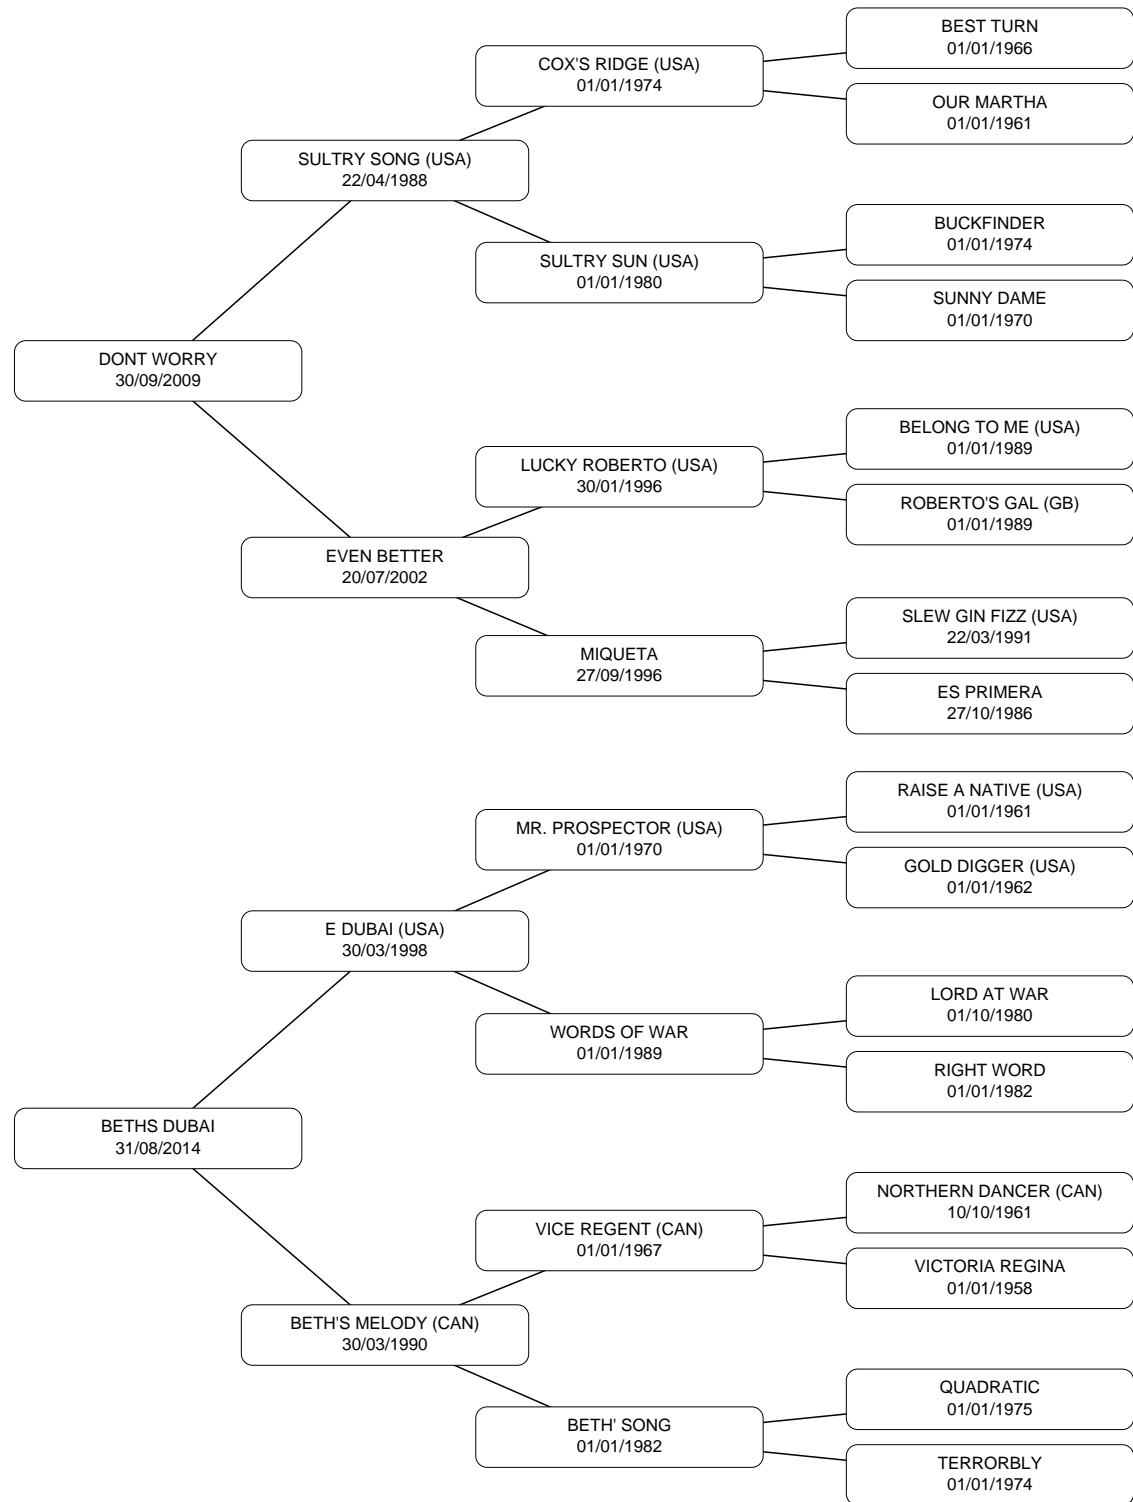 BEST TURN
01/01/1966
COX'S RIDGE (USA)
01/01/1974
OUR MARTHA
01/01/1961
SULTRY SONG (USA)
22/04/1988
BUCKFINDER
01/01/1974
SULTRY SUN (USA)
01/01/1980
SUNNY DAME
01/01/1970
DONT WORRY
30/09/2009
BELONG TO ME (USA)
01/01/1989
LUCKY ROBERTO (USA)
30/01/1996
ROBERTO'S GAL (GB)
01/01/1989
EVEN BETTER
20/07/2002
SLEW GIN FIZZ (USA)
22/03/1991
MIQUETA
27/09/1996
ES PRIMERA
27/10/1986
RAISE A NATIVE (USA)
01/01/1961
MR. PROSPECTOR (USA)
01/01/1970
GOLD DIGGER (USA)
01/01/1962
E DUBAI (USA)
30/03/1998
LORD AT WAR
01/10/1980
WORDS OF WAR
01/01/1989
RIGHT WORD
01/01/1982
BETHS DUBAI
31/08/2014
NORTHERN DANCER (CAN)
10/10/1961
VICE REGENT (CAN)
01/01/1967
VICTORIA REGINA
01/01/1958
BETH'S MELODY (CAN)
30/03/1990
QUADRATIC
01/01/1975
BETH' SONG
01/01/1982
TERRORBLY
01/01/1974